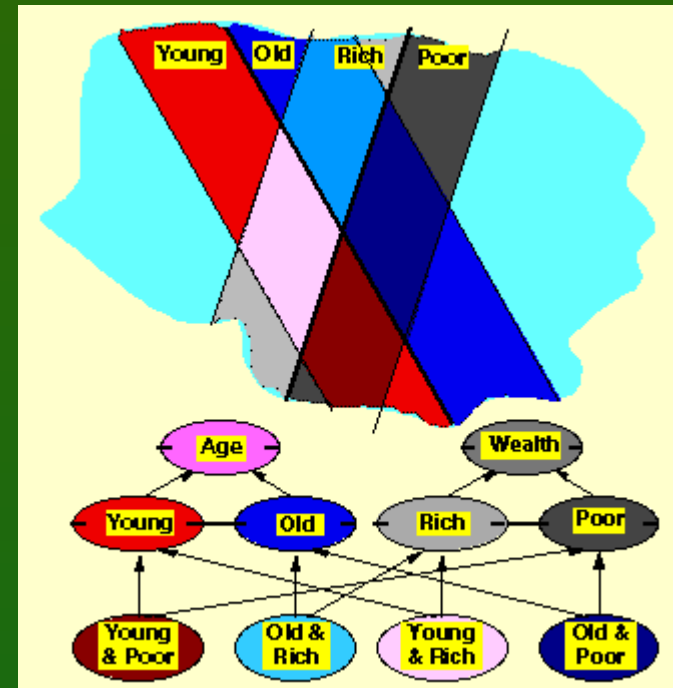 Young Old Rich Poor
Age Wealth
Young Old Rich Poor
Young
& Poor
Old &
Rich
Young
& Rich
Old &
Poor